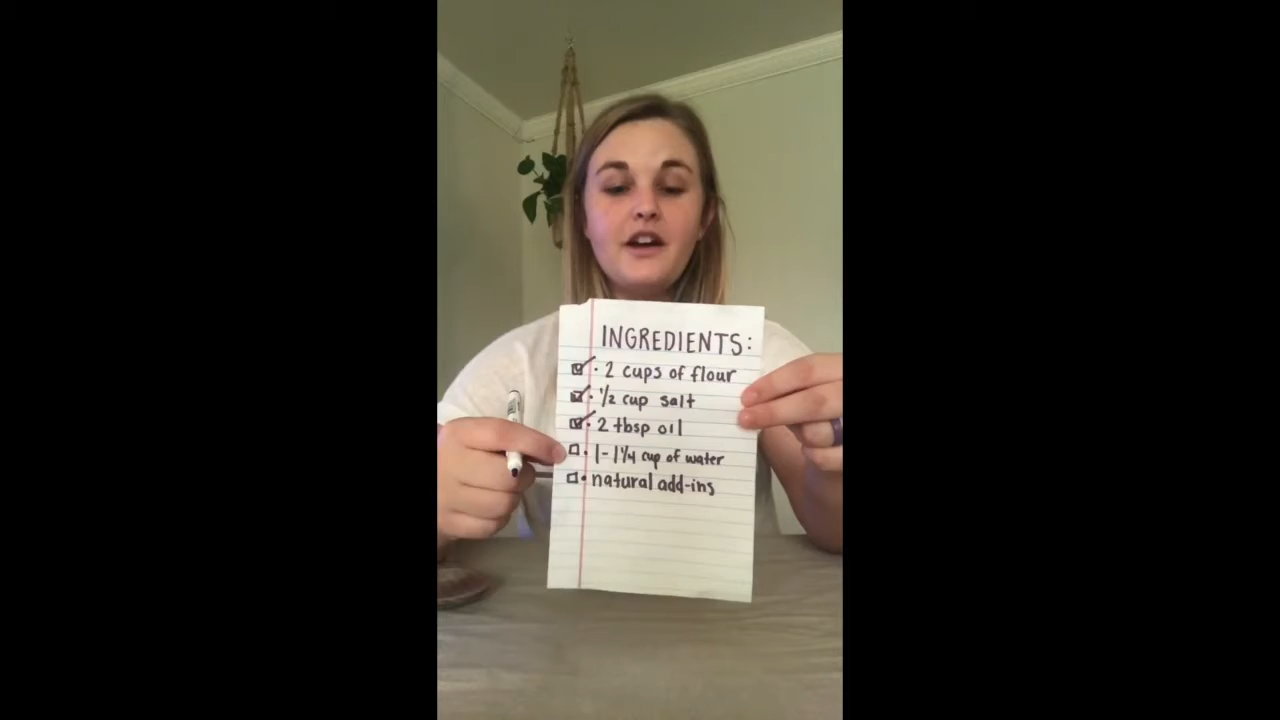 INGREDIENTS:
☑ • 2 cups of flour
☑ • 1/2 cup salt
☑ • 2 tbsp oil
☐ • 1 - 1 1/4 cup of water
☐ • natural add-ins